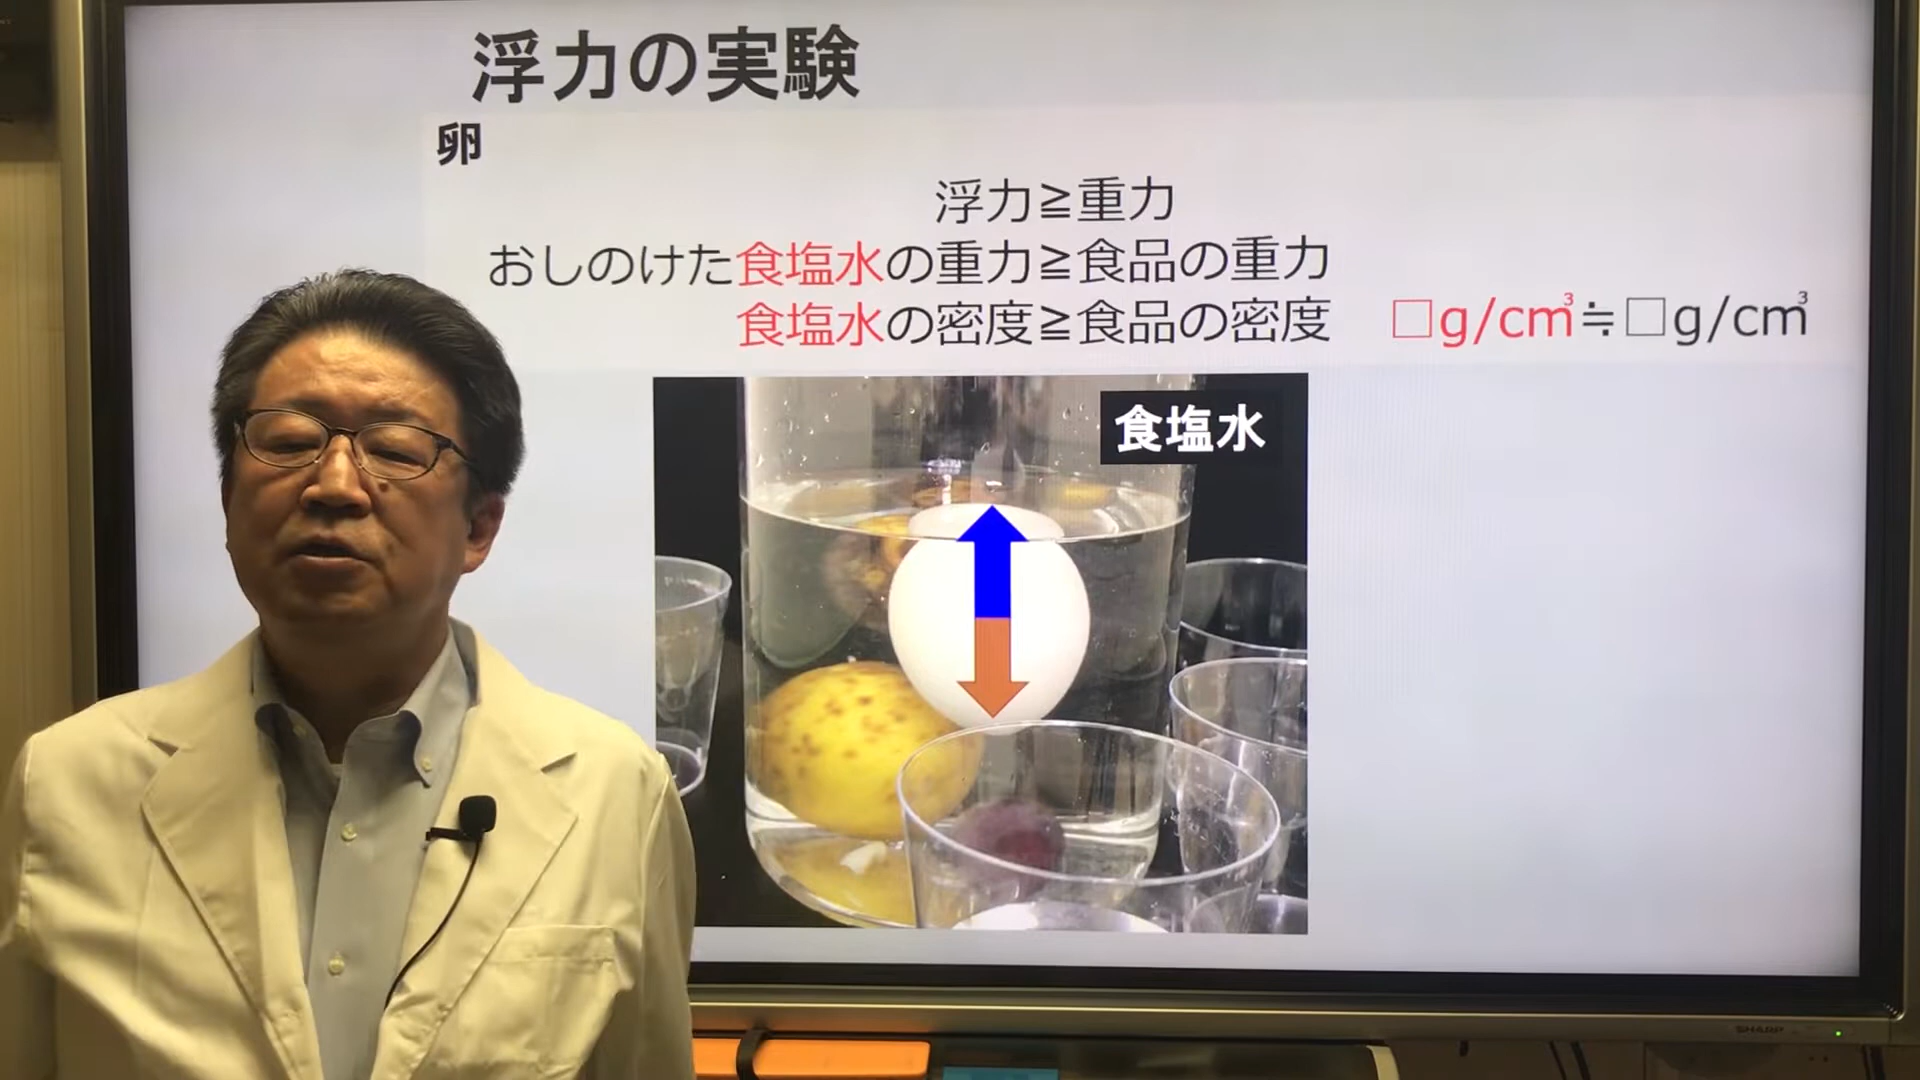 浮力の実験
卵
浮力≧重力
おしのけた食塩水の重力≧食品の重力
食塩水の密度≧食品の密度 □g/cm³≒□g/cm³
食塩水
SHARP